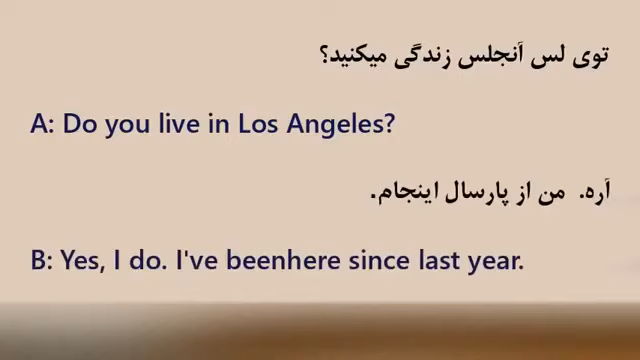 توی لس آنجلس زندگی میکنید؟
A: Do you live in Los Angeles?
آره. من از پارسال اینجام.
B: Yes, I do. I've beenhere since last year.